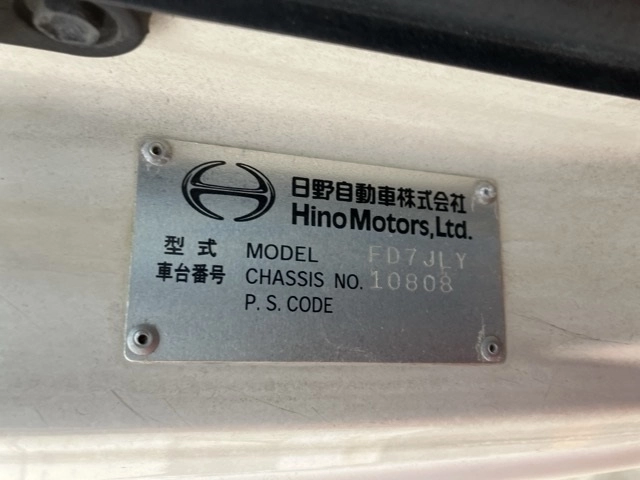 日野自動車株式会社
Hino Motors, Ltd.
型式 MODEL FD7JLY
車台番号 CHASSIS NO. 10808
P. S. CODE